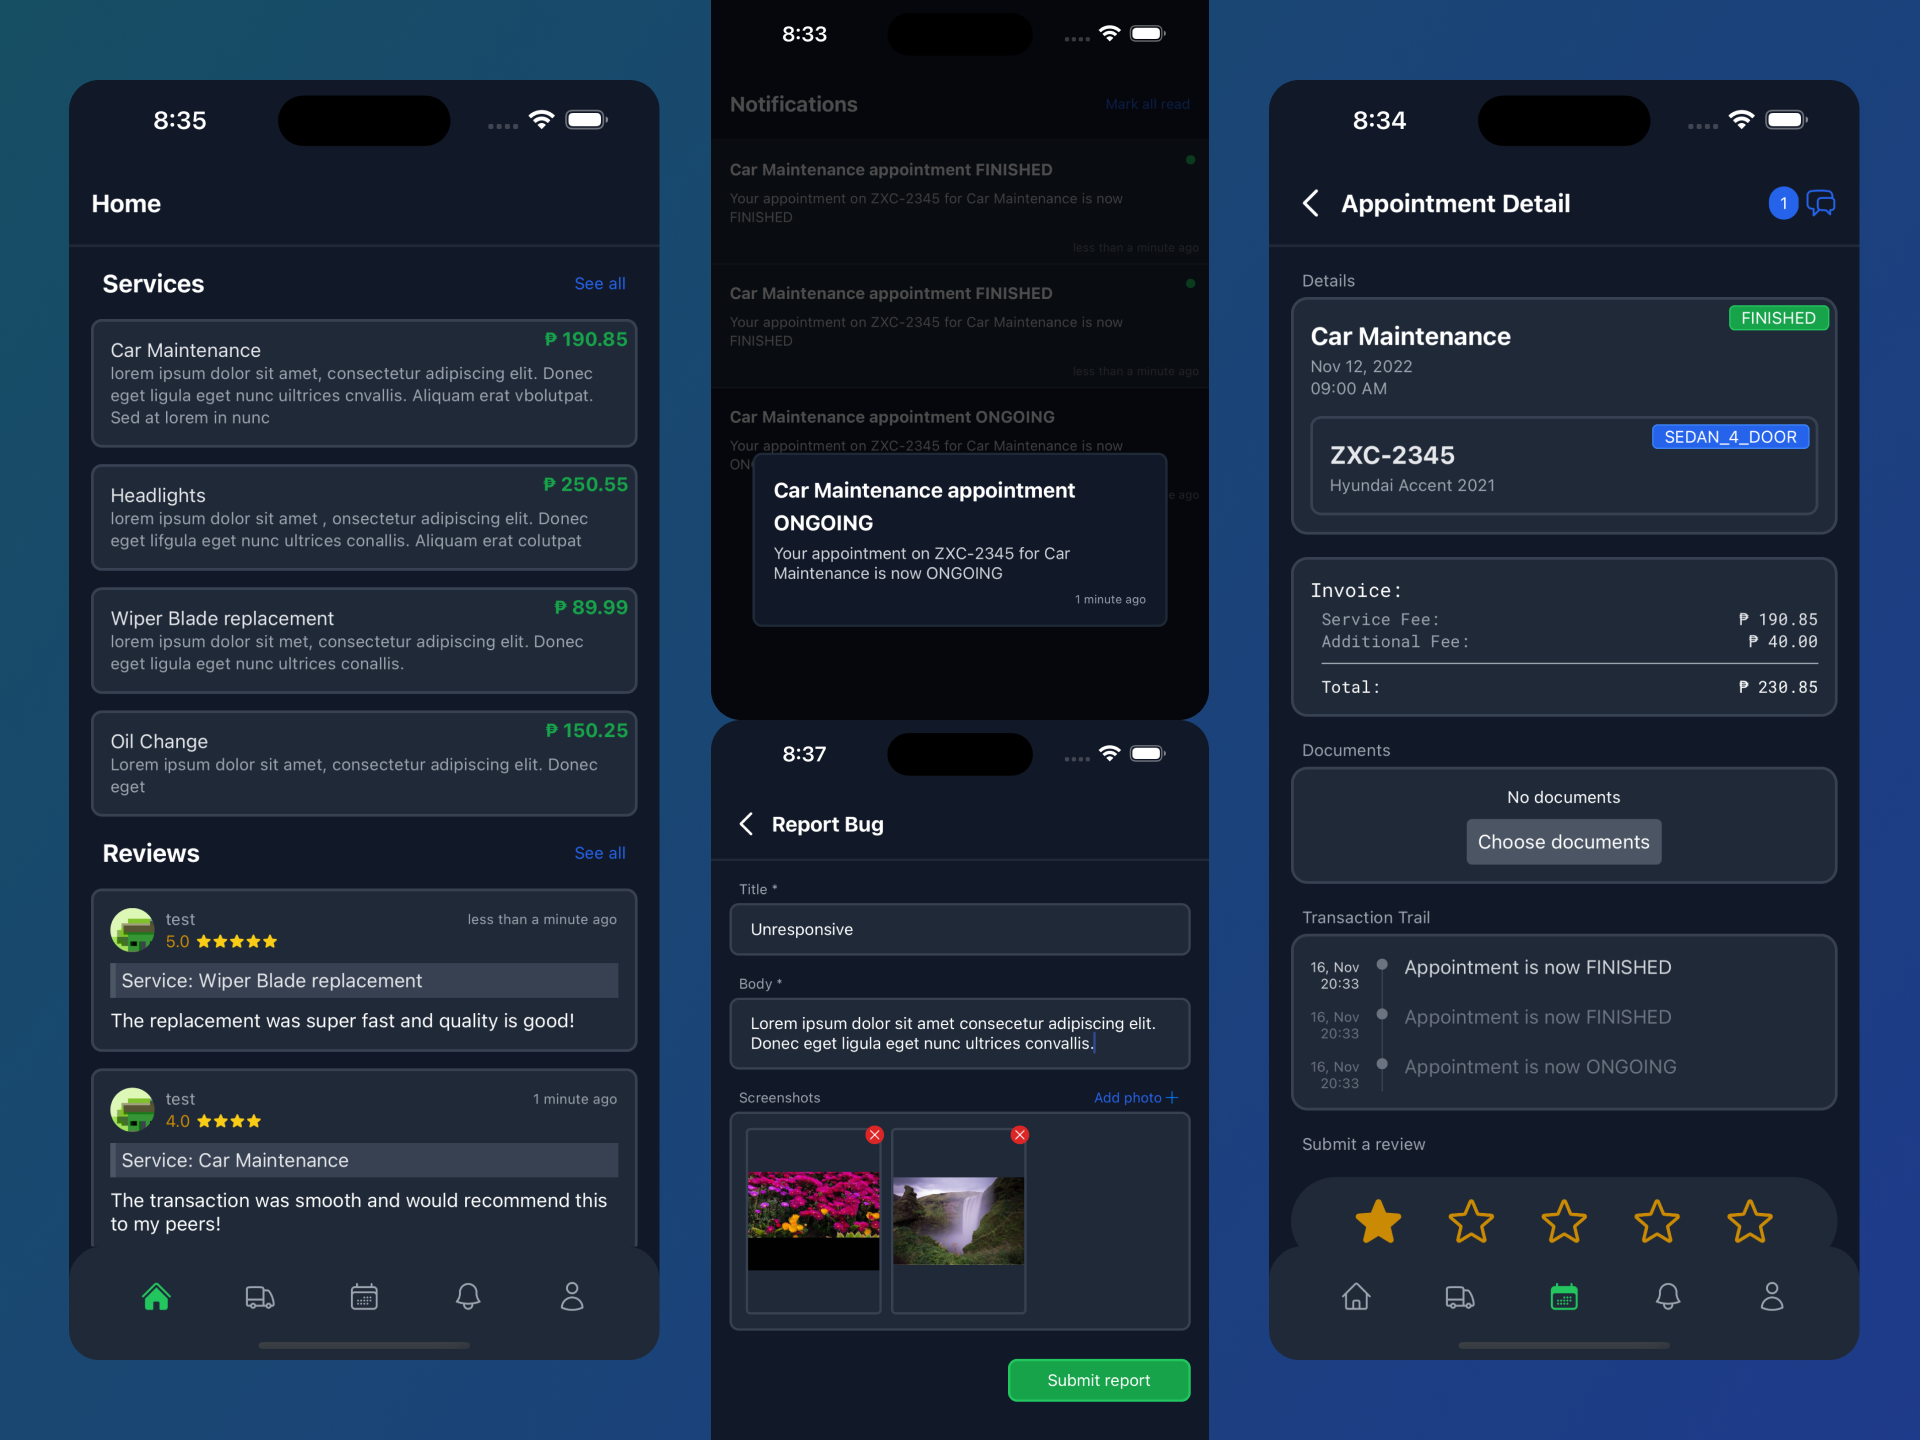 8:35
Home
Services
See all
Car Maintenance
₱ 190.85
lorem ipsum dolor sit amet, consectetur adipiscing elit. Donec
eget ligula eget nunc uiltrices cnvallis. Aliquam erat vbolutpat.
Sed at lorem in nunc
Headlights
₱ 250.55
lorem ipsum dolor sit amet , onsectetur adipiscing elit. Donec
eget lifgula eget nunc ultrices conallis. Aliquam erat colutpat
Wiper Blade replacement
₱ 89.99
lorem ipsum dolor sit met, consectetur adipiscing elit. Donec
eget ligula eget nunc ultrices conallis.
Oil Change
₱ 150.25
Lorem ipsum dolor sit amet, consectetur adipiscing elit. Donec
eget
Reviews
See all
test
less than a minute ago
5.0
Service: Wiper Blade replacement
The replacement was super fast and quality is good!
test
1 minute ago
4.0
Service: Car Maintenance
The transaction was smooth and would recommend this
to my peers!
8:33
Notifications
Mark all read
Car Maintenance appointment FINISHED
Your appointment on ZXC-2345 for Car Maintenance is now
FINISHED
less than a minute ago
Car Maintenance appointment FINISHED
Your appointment on ZXC-2345 for Car Maintenance is now
FINISHED
less than a minute ago
Car Maintenance appointment ONGOING
Your appointment on ZXC-2345 for Car Maintenance is now
ago
Car Maintenance appointment
ONGOING
Your appointment on ZXC-2345 for Car
Maintenance is now ONGOING
1 minute ago
8:37
Report Bug
Title *
Unresponsive
Body *
Lorem ipsum dolor sit amet consecetur adipiscing elit.
Donec eget ligula eget nunc ultrices convallis.
Screenshots
Add photo
Submit report
8:34
Appointment Detail
1
Details
FINISHED
Car Maintenance
Nov 12, 2022
09:00 AM
SEDAN_4_DOOR
ZXC-2345
Hyundai Accent 2021
Invoice:
Service Fee: ₱ 190.85
Additional Fee: ₱ 40.00
Total: ₱ 230.85
Documents
No documents
Choose documents
Transaction Trail
16, Nov
20:33
Appointment is now FINISHED
16, Nov
20:33
Appointment is now FINISHED
16, Nov
20:33
Appointment is now ONGOING
Submit a review